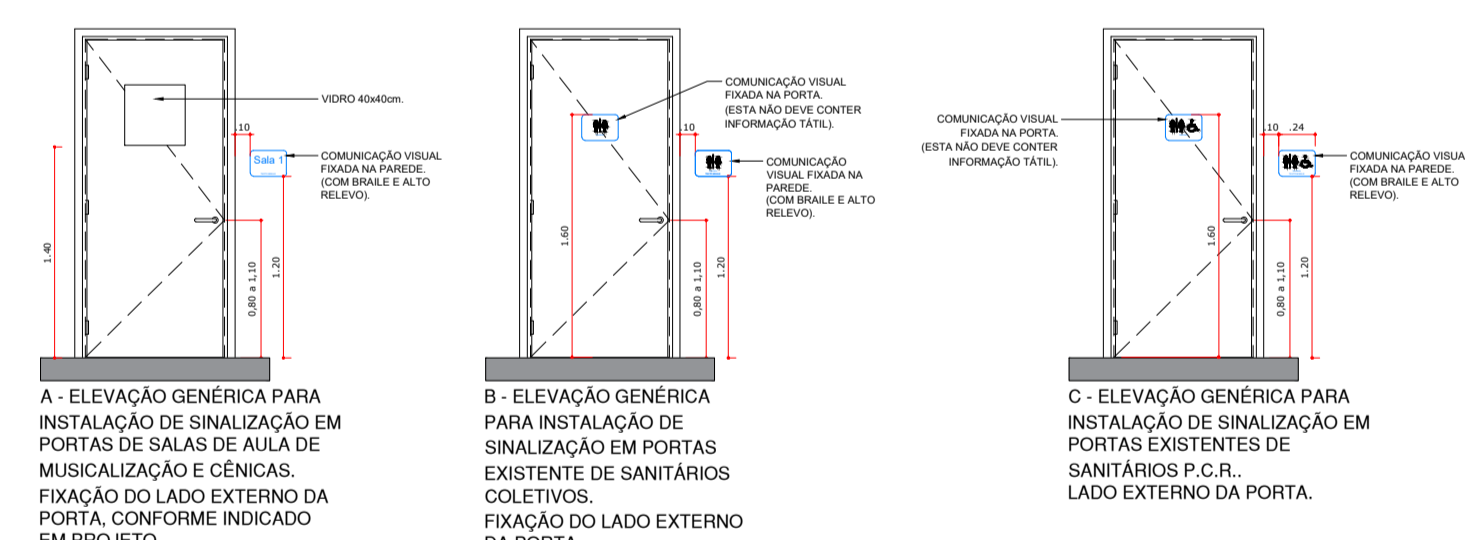 VIDRO 40x40cm.
.10
Sala 1
COMUNICAÇÃO VISUAL
FIXADA NA PAREDE.
(COM BRAILE E ALTO
RELEVO).
1.40
0,80 a 1,10
1.20
A - ELEVAÇÃO GENÉRICA PARA
INSTALAÇÃO DE SINALIZAÇÃO EM
PORTAS DE SALAS DE AULA DE
MUSICALIZAÇÃO E CÊNICAS.
FIXAÇÃO DO LADO EXTERNO DA
PORTA, CONFORME INDICADO
EM PROJETO
COMUNICAÇÃO VISUAL
FIXADA NA PORTA.
(ESTA NÃO DEVE CONTER
INFORMAÇÃO TÁTIL).
.10
COMUNICAÇÃO
VISUAL FIXADA NA
PAREDE.
(COM BRAILE E ALTO
RELEVO).
1.60
0,80 a 1,10
1.20
B - ELEVAÇÃO GENÉRICA
PARA INSTALAÇÃO DE
SINALIZAÇÃO EM PORTAS
EXISTENTE DE SANITÁRIOS
COLETIVOS.
FIXAÇÃO DO LADO EXTERNO
DA PORTA
COMUNICAÇÃO VISUAL
FIXADA NA PORTA.
(ESTA NÃO DEVE CONTER
INFORMAÇÃO TÁTIL).
.10 .24
COMUNICAÇÃO VISUA
FIXADA NA PAREDE.
(COM BRAILE E ALTO
RELEVO).
1.60
0,80 a 1,10
1.20
C - ELEVAÇÃO GENÉRICA PARA
INSTALAÇÃO DE SINALIZAÇÃO EM
PORTAS EXISTENTES DE
SANITÁRIOS P.C.R..
LADO EXTERNO DA PORTA.